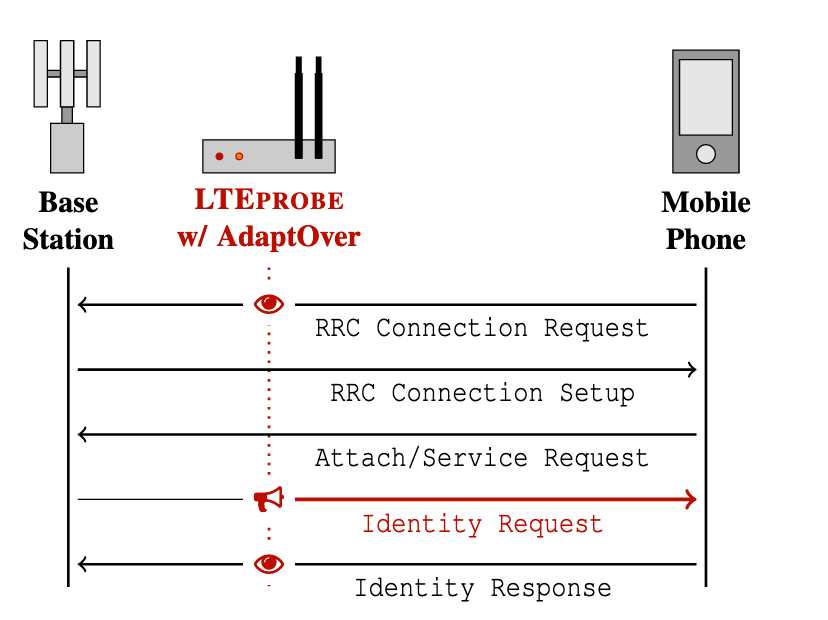 Base
Station
LTEPROBE
w/ AdaptOver
Mobile
Phone
RRC Connection Request
RRC Connection Setup
Attach/Service Request
Identity Request
Identity Response